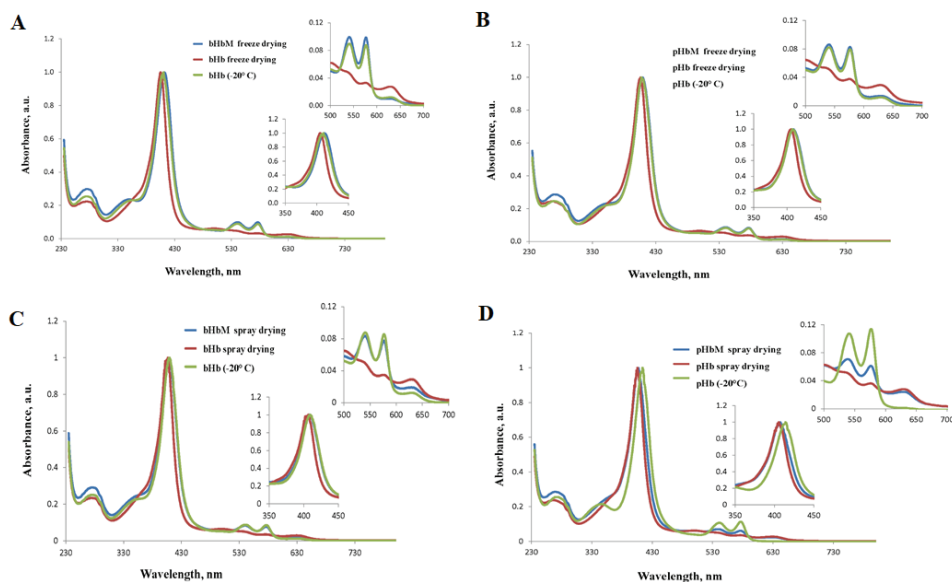 A
bHbM freeze drying
bHb freeze drying
bHb (-20° C)
Absorbance, a.u.
1.2
1.0
0.8
0.6
0.4
0.2
0.0
230 330 430 530 630 730
Wavelength, nm
0.12
0.08
0.04
0.00
500 550 600 650 700
1.2
1.0
0.8
0.6
0.4
0.2
0.0
350 400 450
B
pHbM freeze drying
pHb freeze drying
pHb (-20° C)
Absorbance, a.u.
1.2
1.0
0.8
0.6
0.4
0.2
0.0
230 330 430 530 630 730
Wavelength, nm
0.12
0.08
0.04
0.00
500 550 600 650 700
1.2
1.0
0.8
0.6
0.4
0.2
0.0
350 400 450
C
bHbM spray drying
bHb spray drying
bHb (-20° C)
Absorbance, a.u.
1.2
1
0.8
0.6
0.4
0.2
0
230 330 430 530 630 730
Wavelength, nm
0.12
0.08
0.04
0
500 550 600 650 700
1.2
1
0.8
0.6
0.4
0.2
0
350 400 450
D
pHbM spray drying
pHb spray drying
pHb (-20°C)
Absorbance, a.u.
1.2
1
0.8
0.6
0.4
0.2
0
230 330 430 530 630 730
Wavelength, nm
0.12
0.08
0.04
0
500 550 600 650 700
1.2
1
0.8
0.6
0.4
0.2
0
350 400 450